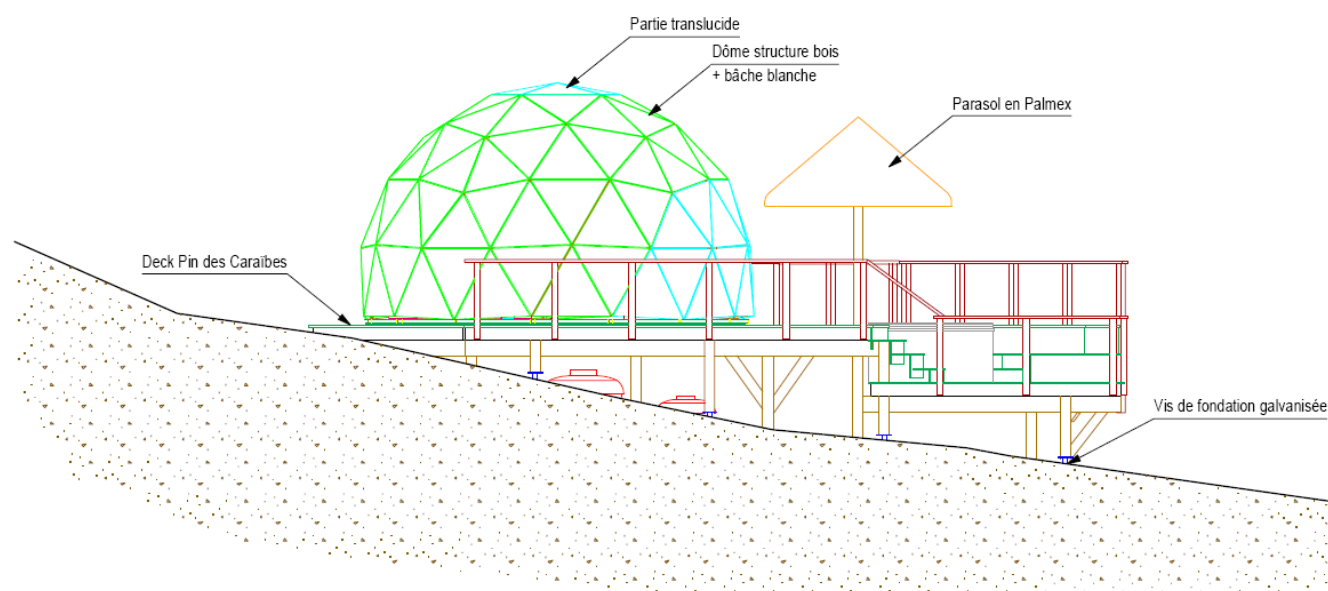 Partie translucide
Dôme structure bois
+ bâche blanche
Parasol en Palmex
Deck Pin des Caraïbes
Vis de fondation galvanisée